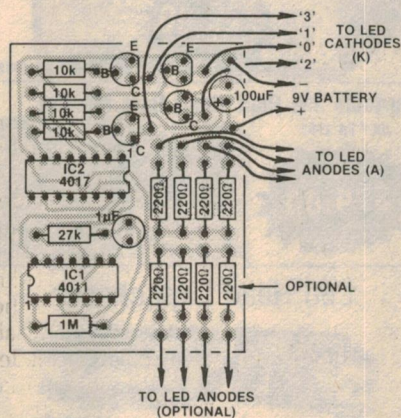 '3'
'1'
'0'
'2'
TO LED
CATHODES
(K)
−
9V BATTERY
+
E
'E
B
B
C
100µF
+
10k
10k
10k
10k
B
E
B
C
1C
TO LED
ANODES (A)
IC2
4017
1µF
220Ω
220Ω
220Ω
220Ω
27k
IC1
4011
1
220Ω
220Ω
220Ω
220Ω
OPTIONAL
1M
TO LED ANODES
(OPTIONAL)